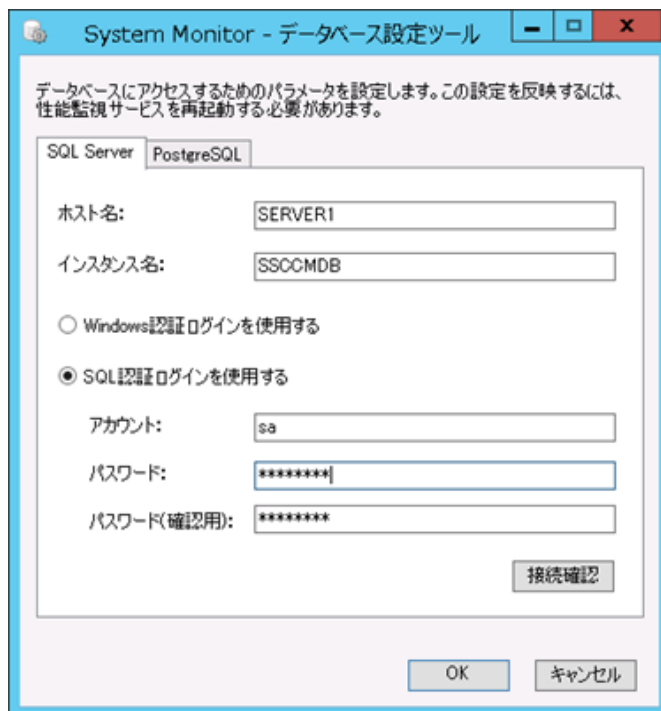 System Monitor - データベース設定ツール
データベースにアクセスするためのパラメータを設定します。この設定を反映するには、
性能監視サービスを再起動する必要があります。
SQL Server PostgreSQL
ホスト名: SERVER1
インスタンス名: SSCCMDB
Windows認証ログインを使用する
SQL認証ログインを使用する
アカウント: sa
パスワード: ********
パスワード(確認用): ********
接続確認
OK キャンセル